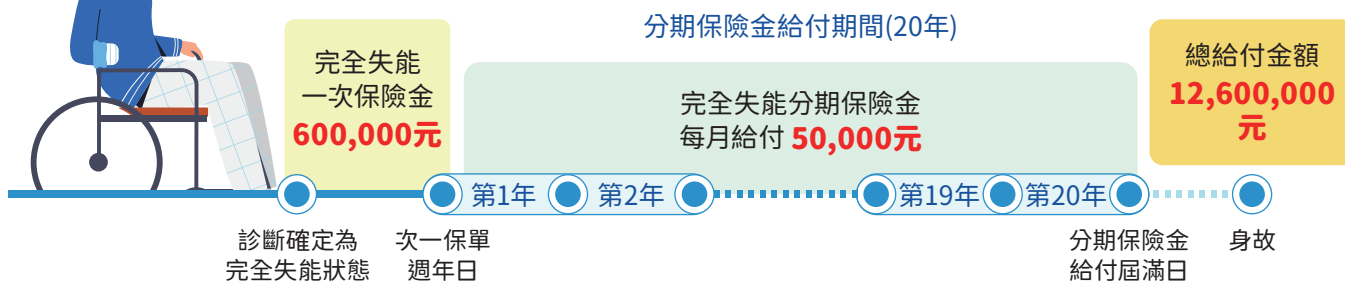 分期保險金給付期間(20年)
完全失能
一次保險金
600,000元
完全失能分期保險金
每月給付 50,000元
總給付金額
12,600,000
元
第1年
第2年
第19年
第20年
診斷確定為
完全失能狀態
次一保單
週年日
分期保險金
給付屆滿日
身故